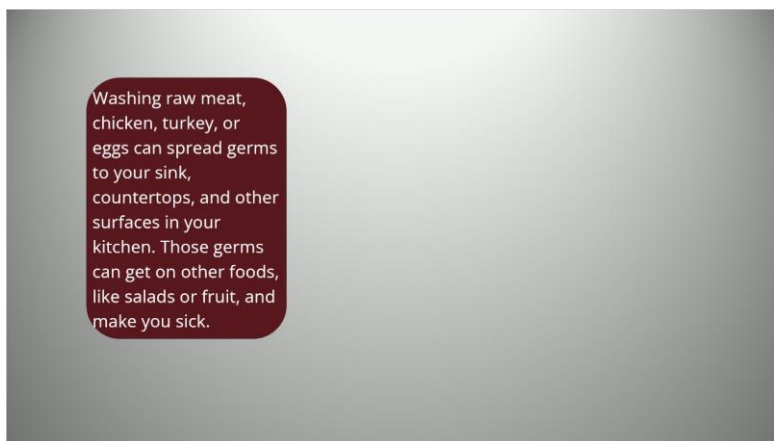 Washing raw meat,
chicken, turkey, or
eggs can spread germs
to your sink,
countertops, and other
surfaces in your
kitchen. Those germs
can get on other foods,
like salads or fruit, and
make you sick.